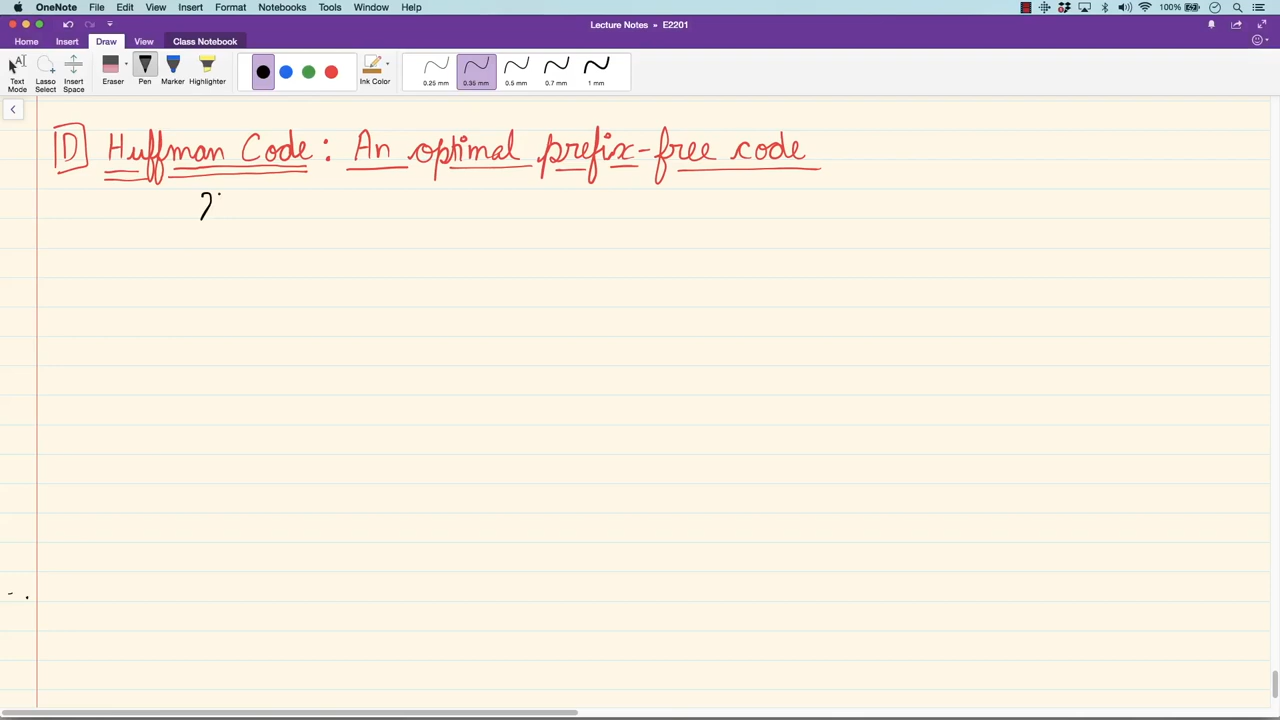 OneNote File Edit View Insert Format Notebooks Tools Window Help 100%
Lecture Notes • E2201
Home Insert Draw View Class Notebook
Text Mode Lasso Select Insert Space Eraser Pen Marker Highlighter Ink Color 0.25 mm 0.35 mm 0.5 mm 0.7 mm 1 mm
D Huffman Code : An optimal prefix-free code